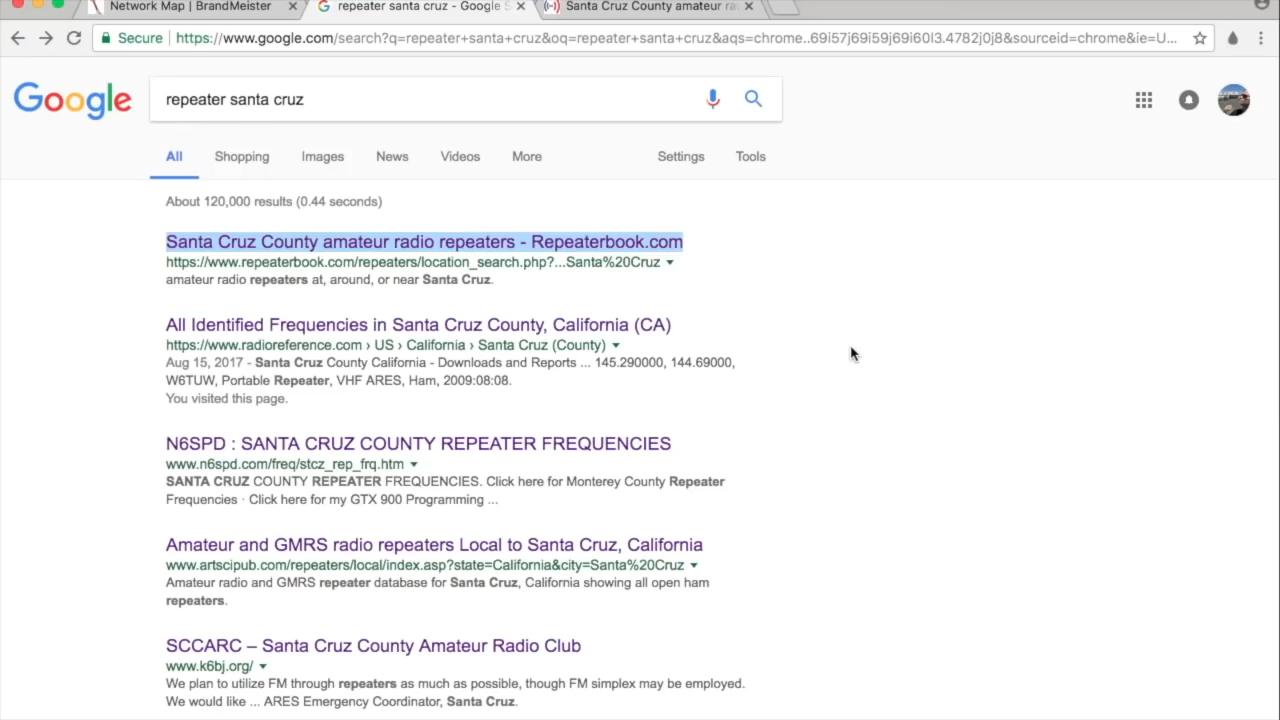 Network Map | BrandMeister
repeater santa cruz - Google S
Santa Cruz County amateur ra
Secure
https://www.google.com/search?q=repeater+santa+cruz&oq=repeater+santa+cruz&aqs=chrome..69i57j69i59j69i60l3.4782j0j8&sourceid=chrome&ie=U...
Google
repeater santa cruz
All Shopping Images News Videos More Settings Tools
About 120,000 results (0.44 seconds)
Santa Cruz County amateur radio repeaters - Repeaterbook.com
https://www.repeaterbook.com/repeaters/location_search.php?...Santa%20Cruz
amateur radio repeaters at, around, or near Santa Cruz.
All Identified Frequencies in Santa Cruz County, California (CA)
https://www.radioreference.com › US › California › Santa Cruz (County)
Aug 15, 2017 - Santa Cruz County California - Downloads and Reports ... 145.290000, 144.69000,
W6TUW, Portable Repeater, VHF ARES, Ham, 2009:08:08.
You visited this page.
N6SPD : SANTA CRUZ COUNTY REPEATER FREQUENCIES
www.n6spd.com/freq/stcz_rep_frq.htm
SANTA CRUZ COUNTY REPEATER FREQUENCIES. Click here for Monterey County Repeater
Frequencies · Click here for my GTX 900 Programming ...
Amateur and GMRS radio repeaters Local to Santa Cruz, California
www.artscipub.com/repeaters/local/index.asp?state=California&city=Santa%20Cruz
Amateur radio and GMRS repeater database for Santa Cruz, California showing all open ham
repeaters.
SCCARC – Santa Cruz County Amateur Radio Club
www.k6bj.org/
We plan to utilize FM through repeaters as much as possible, though FM simplex may be employed.
We would like ... ARES Emergency Coordinator, Santa Cruz.